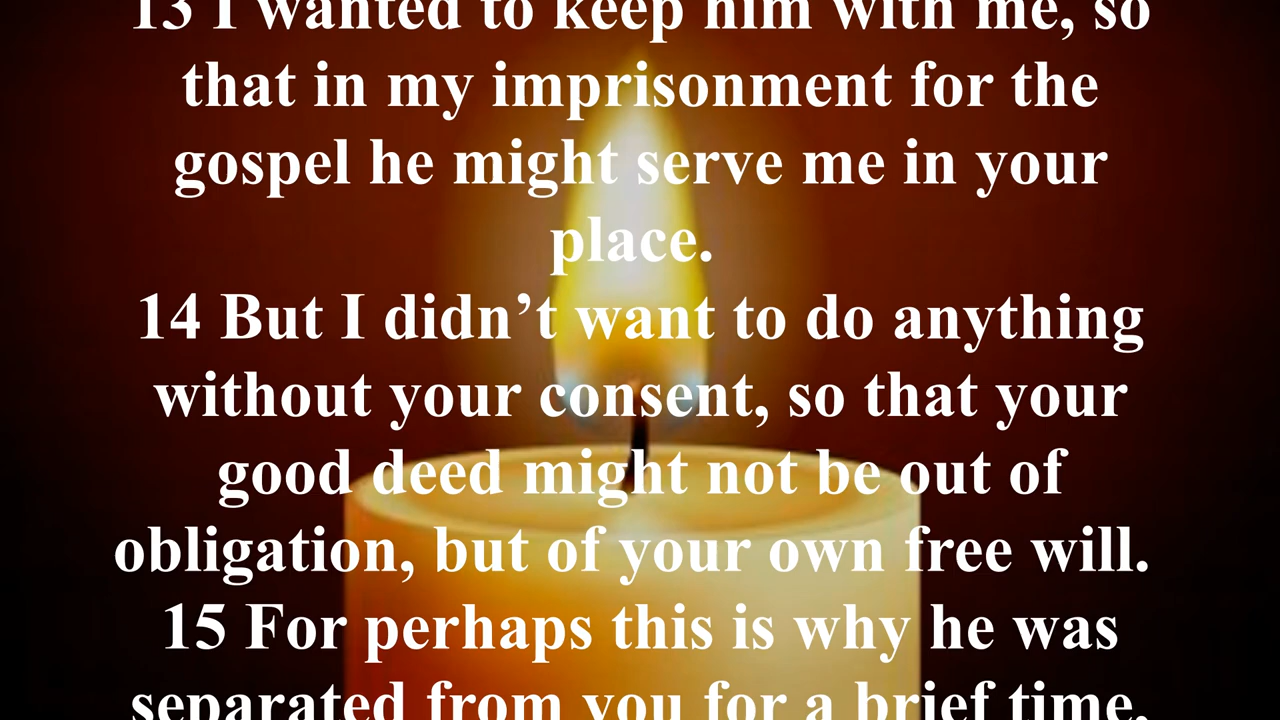 13 I wanted to keep him with me, so
that in my imprisonment for the
gospel he might serve me in your
place.
14 But I didn’t want to do anything
without your consent, so that your
good deed might not be out of
obligation, but of your own free will.
15 For perhaps this is why he was
separated from you for a brief time,